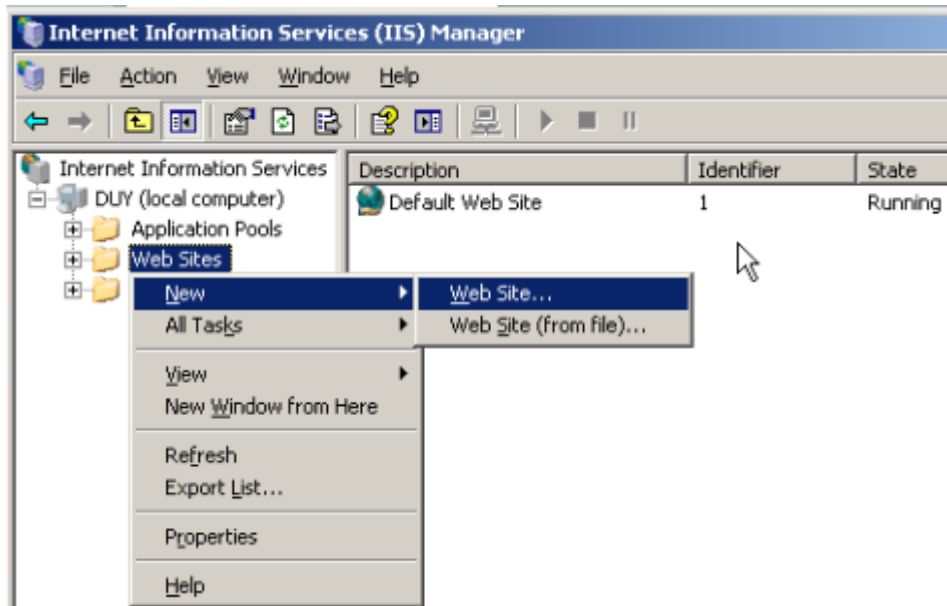 Internet Information Services (IIS) Manager
File Action View Window Help
Internet Information Services
DUY (local computer)
Application Pools
Web Sites
Description Identifier State
Default Web Site 1 Running
New
All Tasks
View
New Window from Here
Refresh
Export List...
Properties
Help
Web Site...
Web Site (from file)...